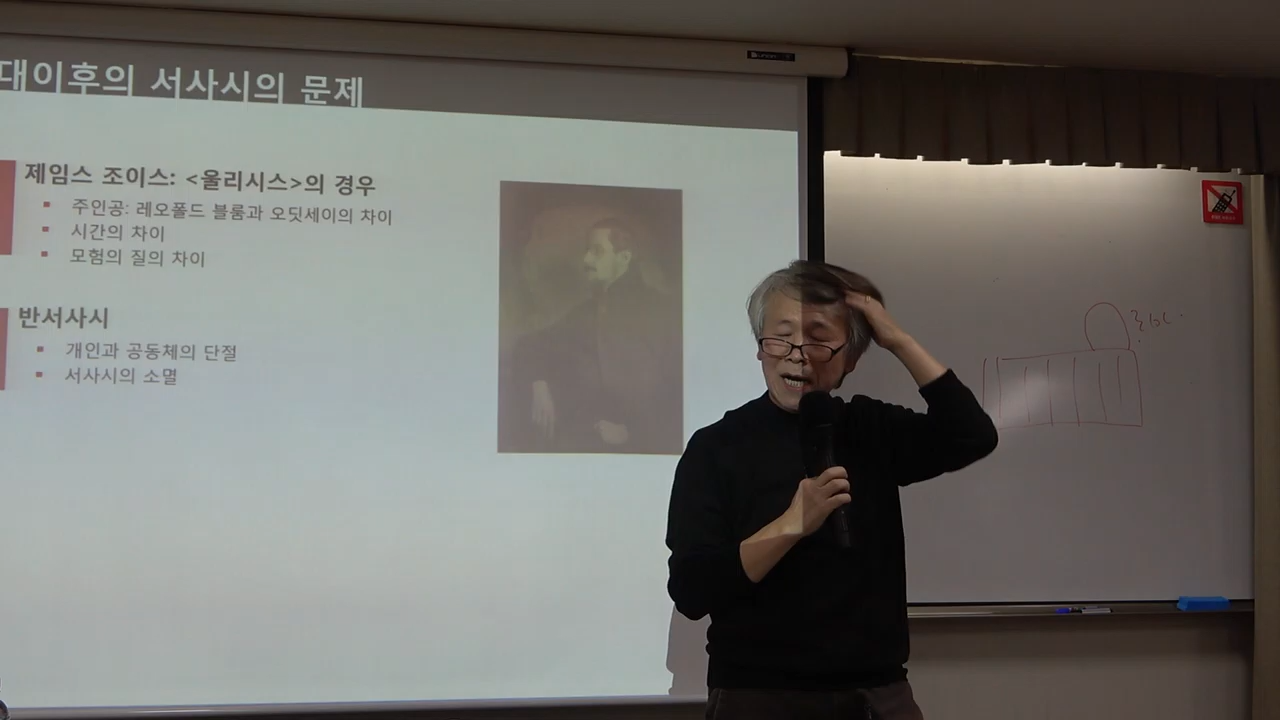 대이후의 서사시의 문제
제임스 조이스: <울리시스>의 경우
주인공: 레오폴드 블룸과 오딧세이의 차이
시간의 차이
모험의 질의 차이
반서사시
개인과 공동체의 단절
서사시의 소멸